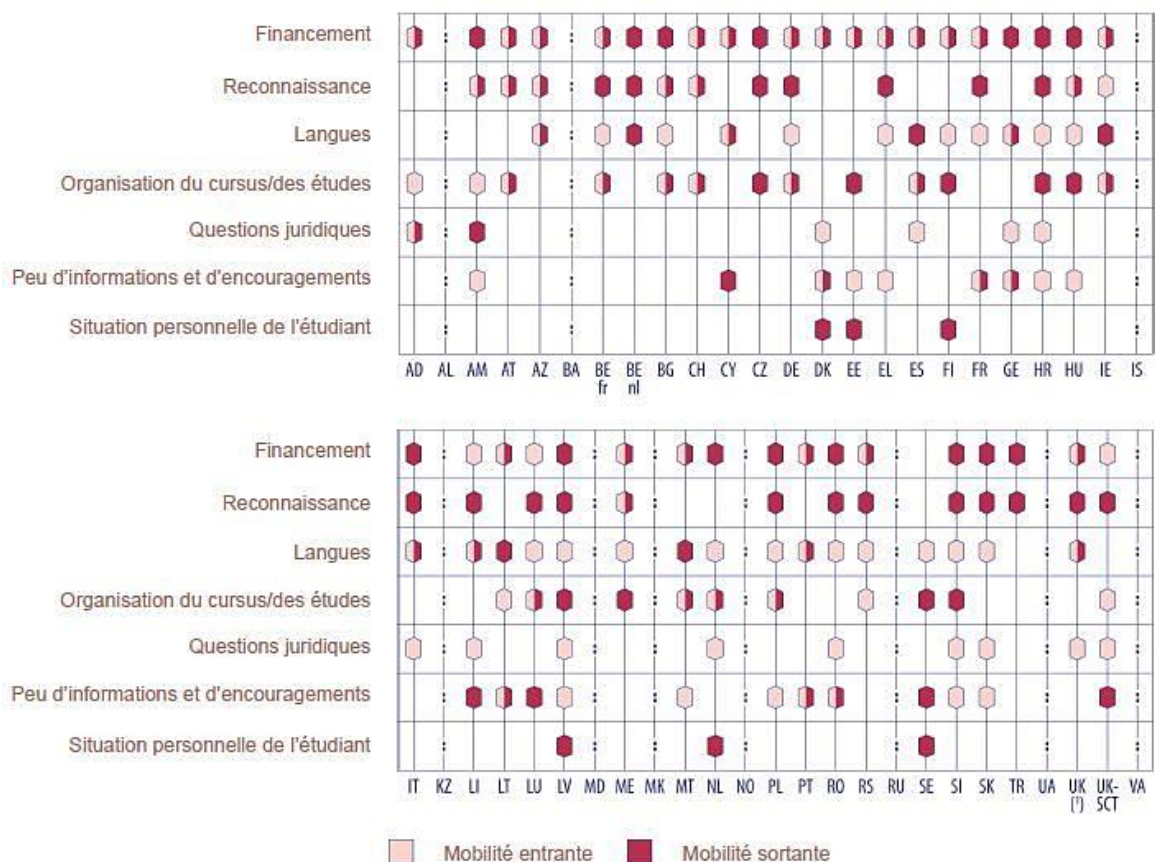 Financement
Reconnaissance
Langues
Organisation du cursus/des études
Questions juridiques
Peu d'informations et d'encouragements
Situation personnelle de l'étudiant
AD AL AM AT AZ BA BE fr BE nl BG CH CY CZ DE DK EE EL ES FI FR GE HR HU IE IS
Financement
Reconnaissance
Langues
Organisation du cursus/des études
Questions juridiques
Peu d'informations et d'encouragements
Situation personnelle de l'étudiant
IT KZ LI LT LU LV MD ME MK MT NL NO PL PT RO RS RU SE SI SK TR UA UK (¹) UK-SCT VA
Mobilité entrante Mobilité sortante